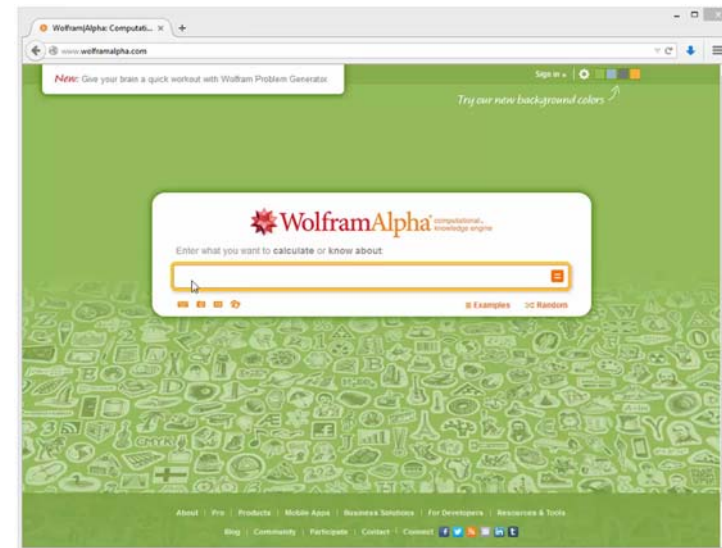 Wolfram|Alpha: Computati... × +
www.wolframalpha.com
New: Give your brain a quick workout with Wolfram Problem Generator.
Sign in
Try our new background colors
WolframAlpha computational... knowledge engine
Enter what you want to calculate or know about:
Examples Random
About | Pro | Products | Mobile Apps | Business Solutions | For Developers | Resources & Tools
Blog | Community | Participate | Contact | Connect